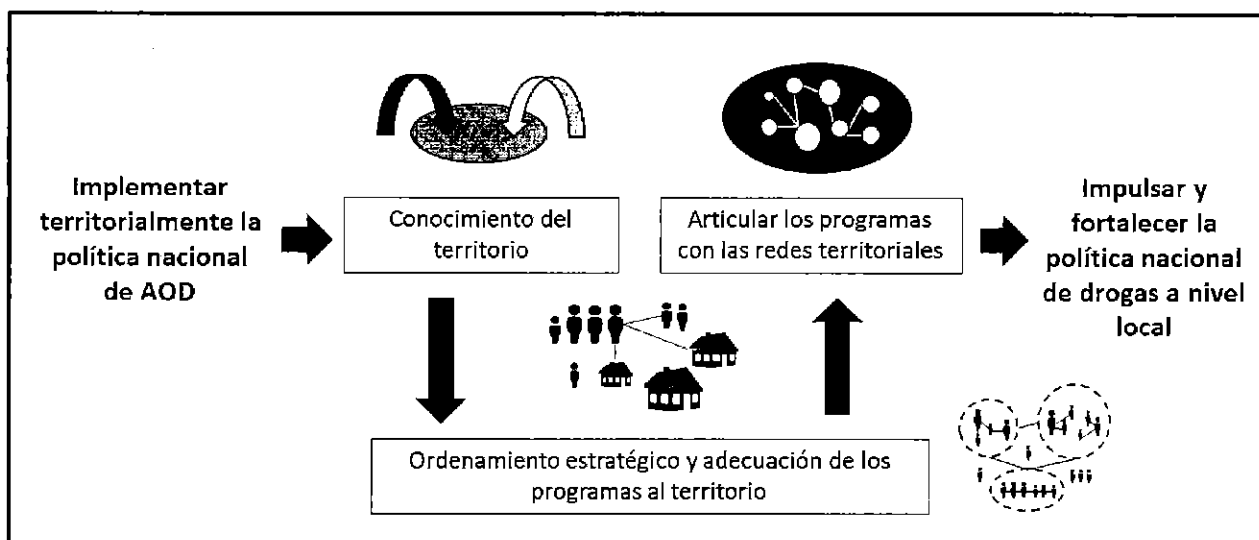 Implementar
territorialmente la
política nacional
de AOD
Conocimiento del
territorio
Articular los programas
con las redes territoriales
Impulsar y
fortalecer la
política nacional
de drogas a nivel
local
Ordenamiento estratégico y adecuación de los
programas al territorio